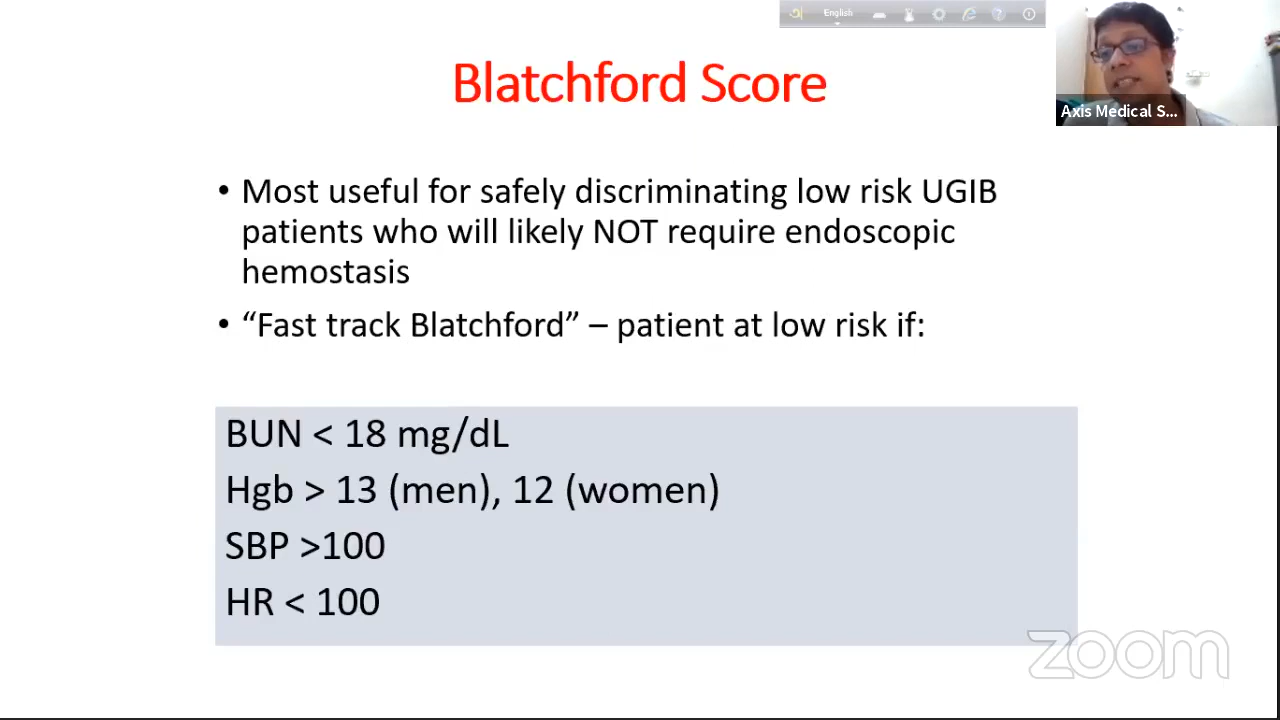 English
Blatchford Score
Axis Medical S...
• Most useful for safely discriminating low risk UGIB
patients who will likely NOT require endoscopic
hemostasis
• “Fast track Blatchford” – patient at low risk if:
BUN < 18 mg/dL
Hgb > 13 (men), 12 (women)
SBP >100
HR < 100
zoom